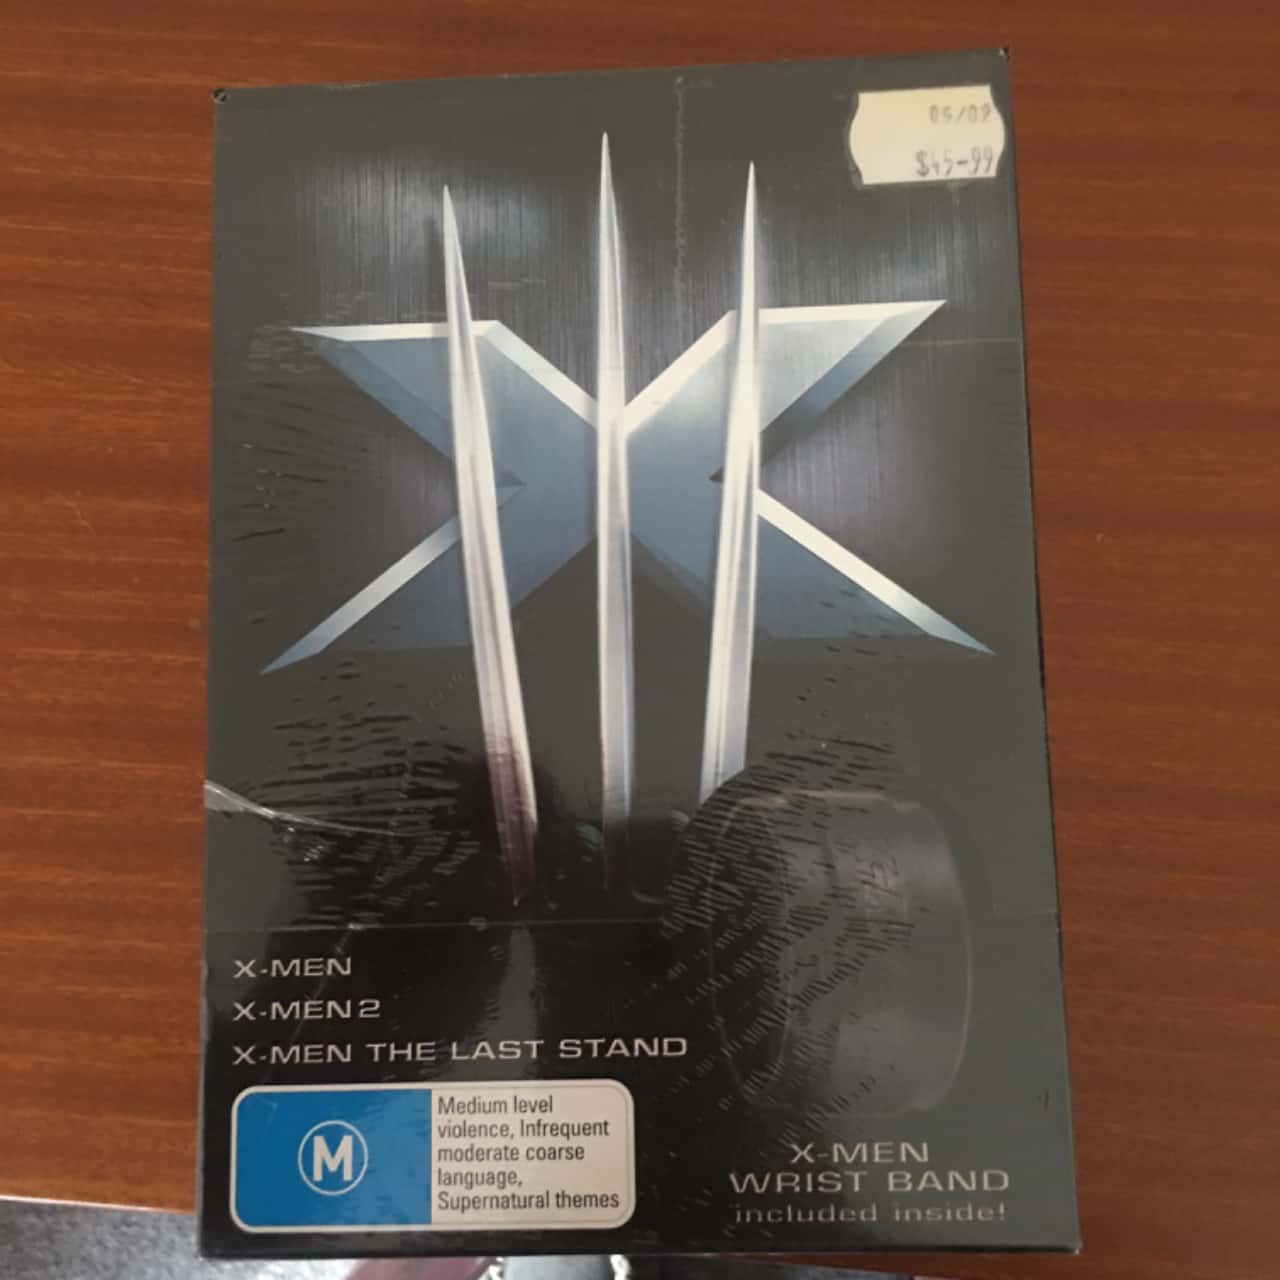 05/09
$45-99
X-MEN
X-MEN 2
X-MEN THE LAST STAND
M
Medium level
violence, Infrequent
moderate coarse
language,
Supernatural themes
X-MEN
WRIST BAND
included inside!